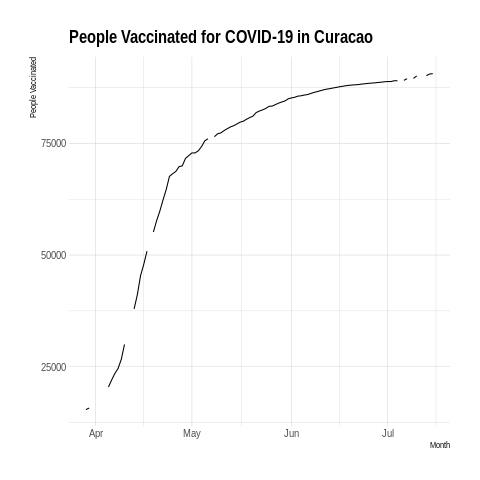 People Vaccinated for COVID-19 in Curacao
People Vaccinated
75000
50000
25000
Apr May Jun Jul
Month